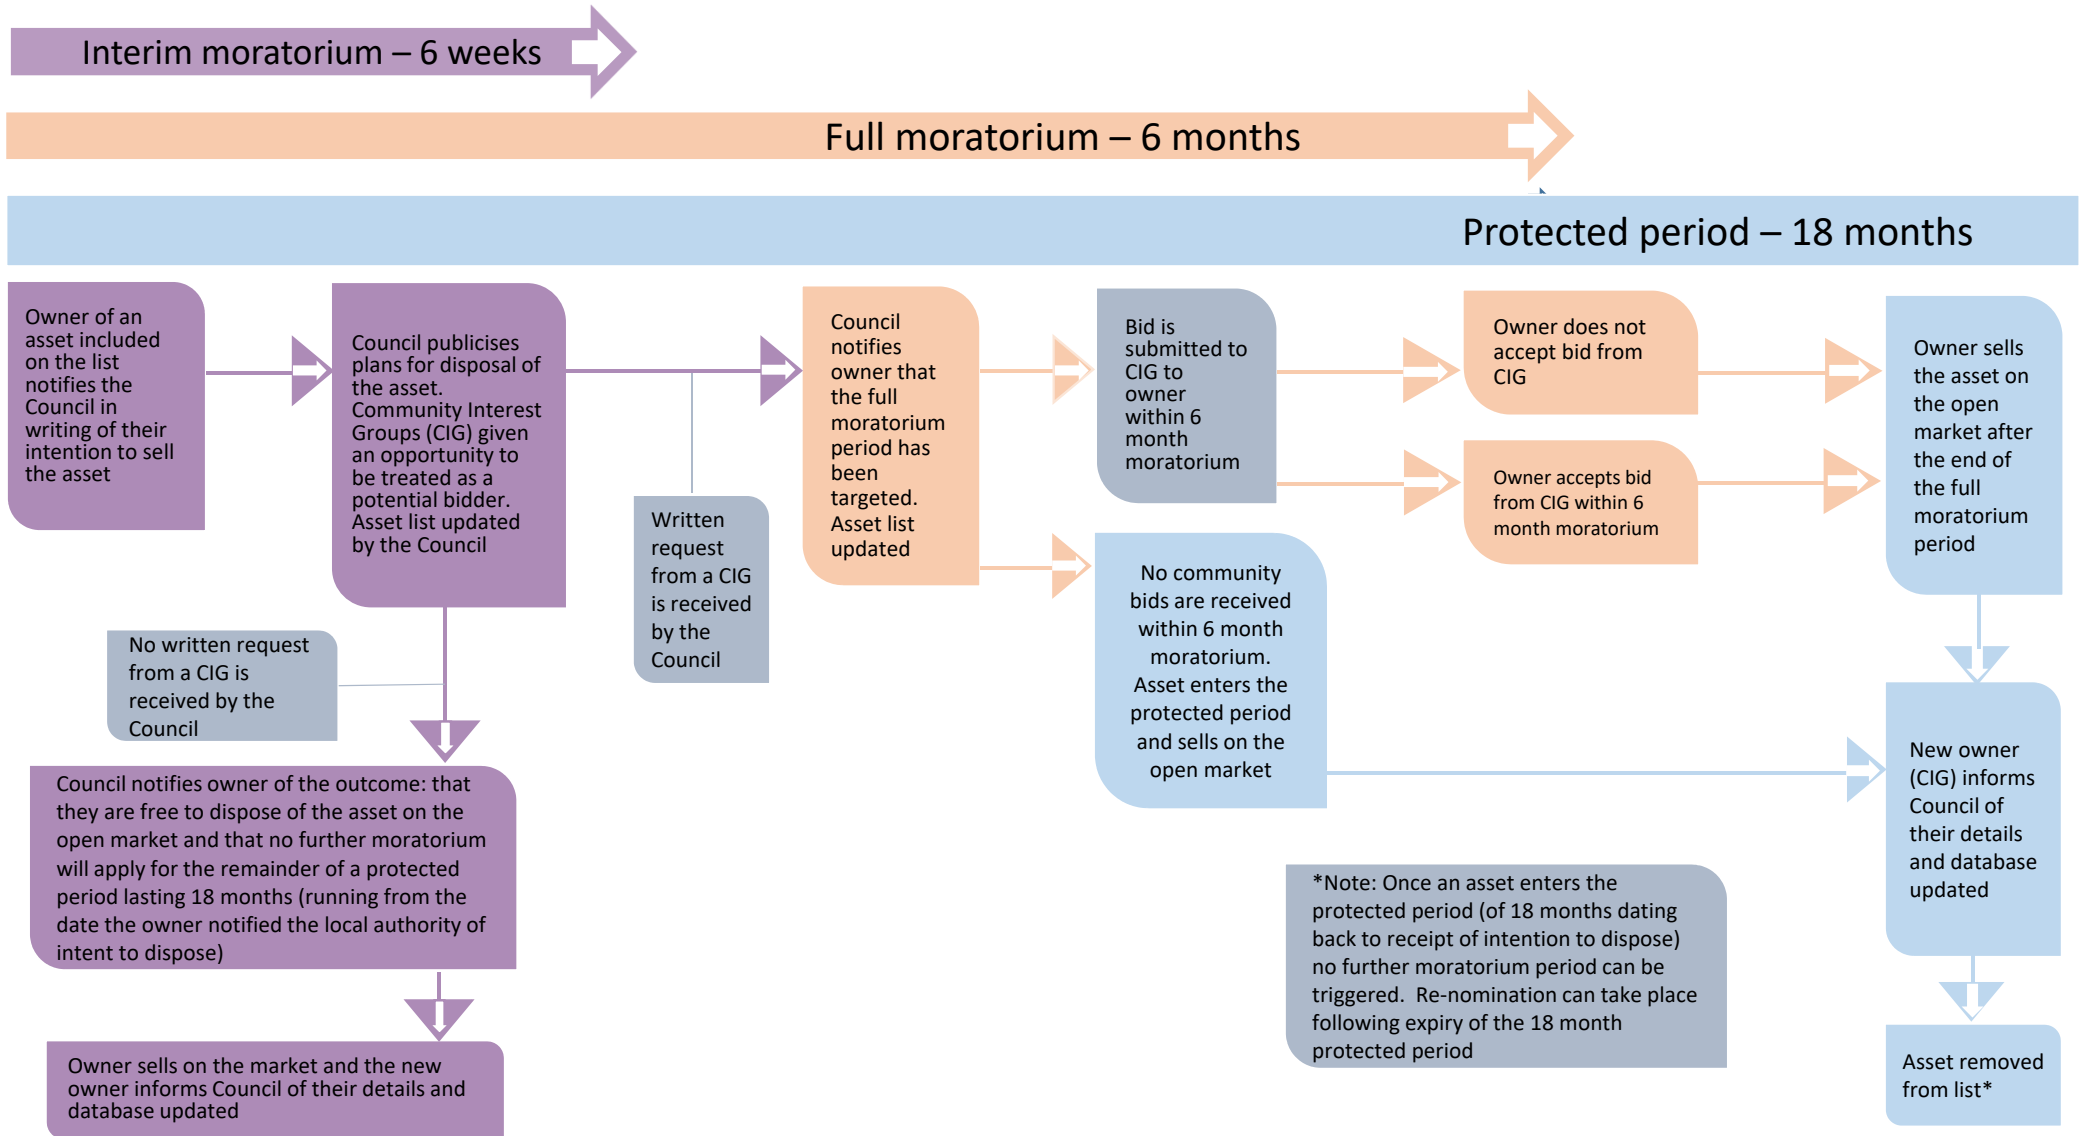 Interim moratorium – 6 weeks
Full moratorium – 6 months
Protected period – 18 months
Owner of an
asset included
on the list
notifies the
Council in
writing of their
intention to sell
the asset
Council publicises
plans for disposal of
the asset.
Community Interest
Groups (CIG) given
an opportunity to
be treated as a
potential bidder.
Asset list updated
by the Council
Written
request
from a CIG
is received
by the
Council
No written request
from a CIG is
received by the
Council
Council notifies owner of the outcome: that
they are free to dispose of the asset on the
open market and that no further moratorium
will apply for the remainder of a protected
period lasting 18 months (running from the
date the owner notified the local authority of
intent to dispose)
Owner sells on the market and the new
owner informs Council of their details and
database updated
Council
notifies
owner that
the full
moratorium
period has
been
targeted.
Asset list
updated
Bid is
submitted to
CIG to
owner
within 6
month
moratorium
No community
bids are received
within 6 month
moratorium.
Asset enters the
protected period
and sells on the
open market
Owner does not
accept bid from
CIG
Owner accepts bid
from CIG within 6
month moratorium
Owner sells
the asset on
the open
market after
the end of
the full
moratorium
period
New owner
(CIG) informs
Council of
their details
and database
updated
*Note: Once an asset enters the
protected period (of 18 months dating
back to receipt of intention to dispose)
no further moratorium period can be
triggered.  Re-nomination can take place
following expiry of the 18 month
protected period
Asset removed
from list*